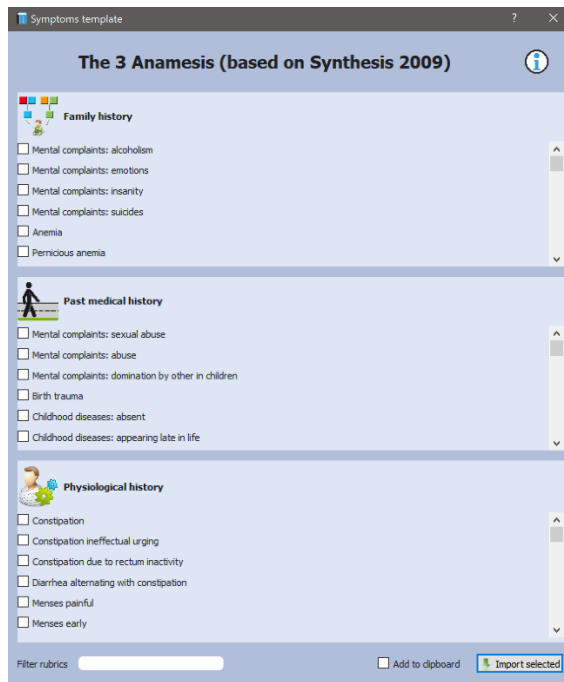 Symptoms template
?
The 3 Anamesis (based on Synthesis 2009)
Family history
Mental complaints: alcoholism
Mental complaints: emotions
Mental complaints: insanity
Mental complaints: suicides
Anemia
Pernicious anemia
Past medical history
Mental complaints: sexual abuse
Mental complaints: abuse
Mental complaints: domination by other in children
Birth trauma
Childhood diseases: absent
Childhood diseases: appearing late in life
Physiological history
Constipation
Constipation ineffectual urging
Constipation due to rectum inactivity
Diarrhea alternating with constipation
Menses painful
Menses early
Filter rubrics
Add to clipboard
Import selected